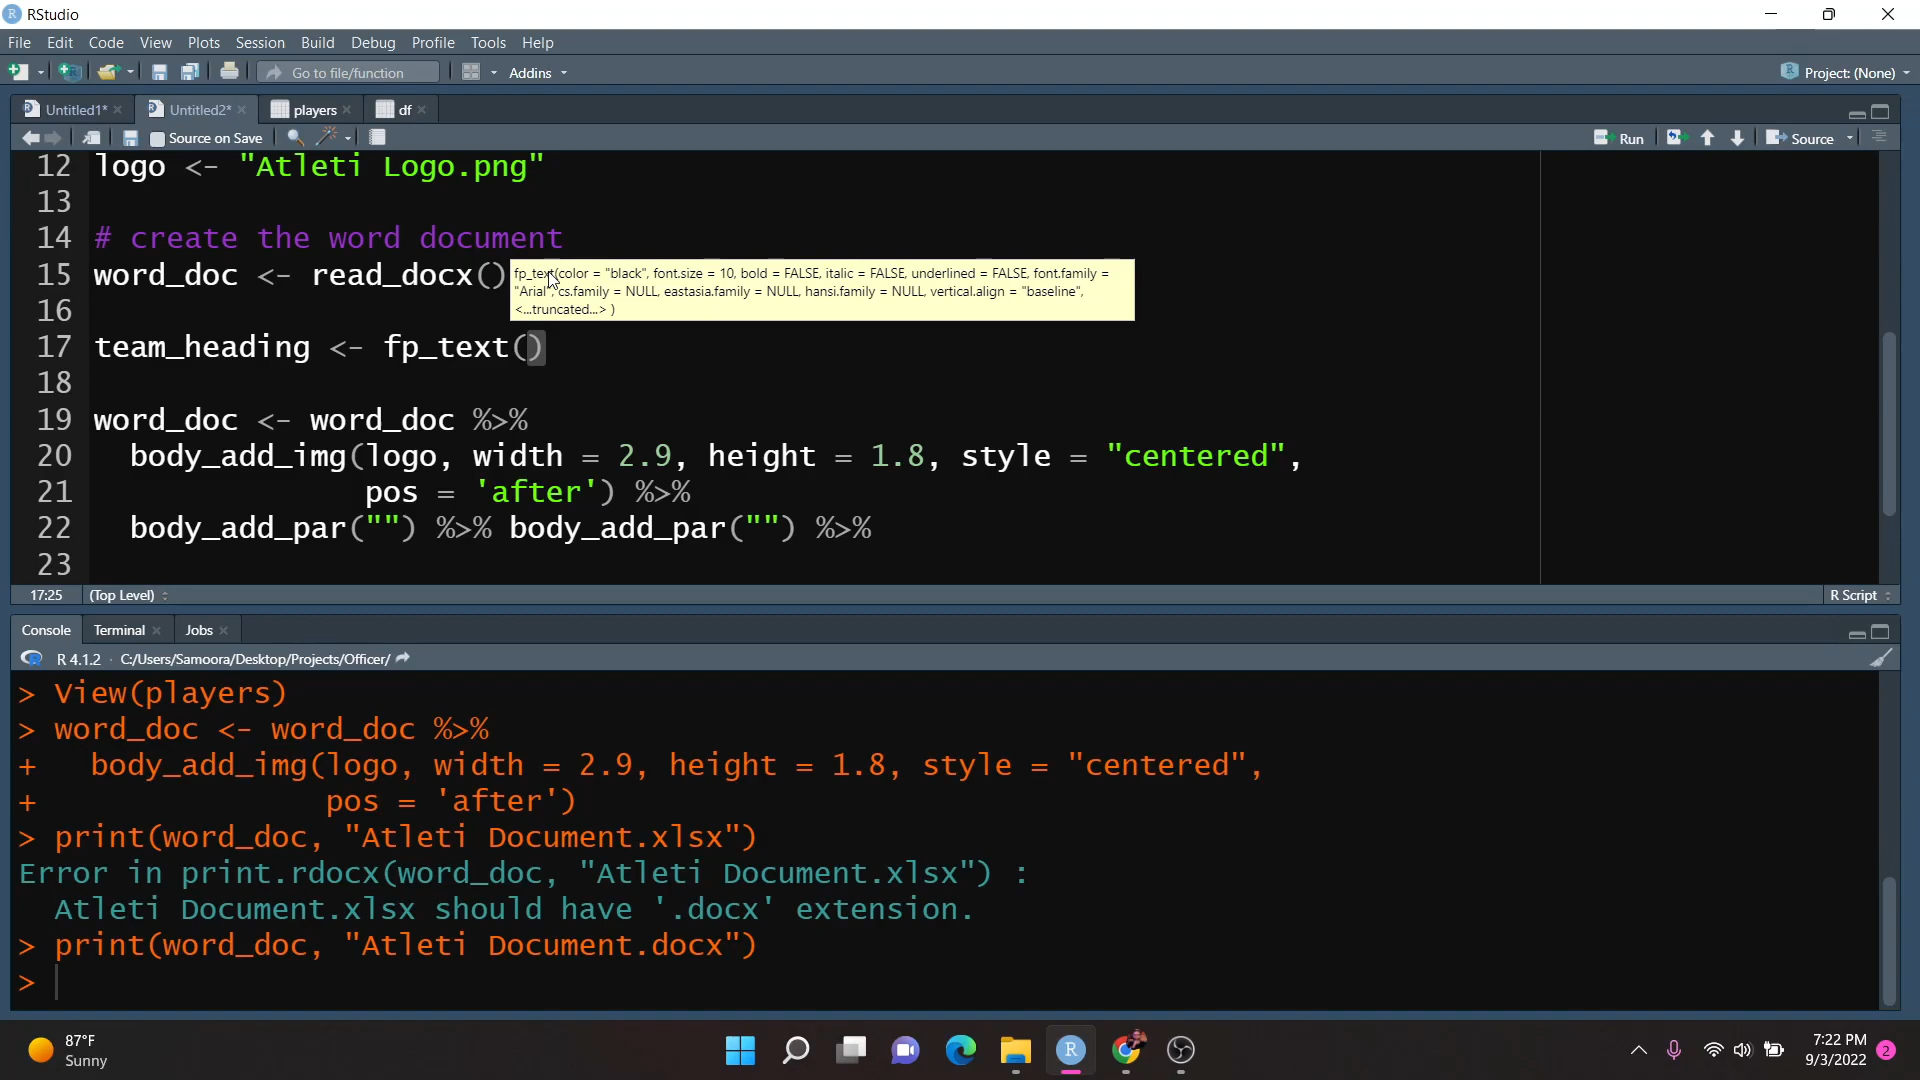 RStudio
File Edit Code View Plots Session Build Debug Profile Tools Help
Go to file/function Addins Project: (None)
Untitled1* Untitled2* players df
Source on Save Run Source
12 logo <- "Atleti Logo.png"
13
14 # create the word document
15 word_doc <- read_docx()
fp_text(color = "black", font.size = 10, bold = FALSE, italic = FALSE, underlined = FALSE, font.family =
"Arial", cs.family = NULL, eastasia.family = NULL, hansi.family = NULL, vertical.align = "baseline",
<...truncated...> )
16
17 team_heading <- fp_text()
18
19 word_doc <- word_doc %>%
20 body_add_img(logo, width = 2.9, height = 1.8, style = "centered",
21 pos = 'after') %>%
22 body_add_par("") %>% body_add_par("") %>%
23
17:25 (Top Level) R Script
Console Terminal Jobs
R 4.1.2 · C:/Users/Samoora/Desktop/Projects/Officer/
> View(players)
> word_doc <- word_doc %>%
+ body_add_img(logo, width = 2.9, height = 1.8, style = "centered",
+ pos = 'after')
> print(word_doc, "Atleti Document.xlsx")
Error in print.rdocx(word_doc, "Atleti Document.xlsx") :
Atleti Document.xlsx should have '.docx' extension.
> print(word_doc, "Atleti Document.docx")
>
87°F
Sunny
7:22 PM
9/3/2022 2